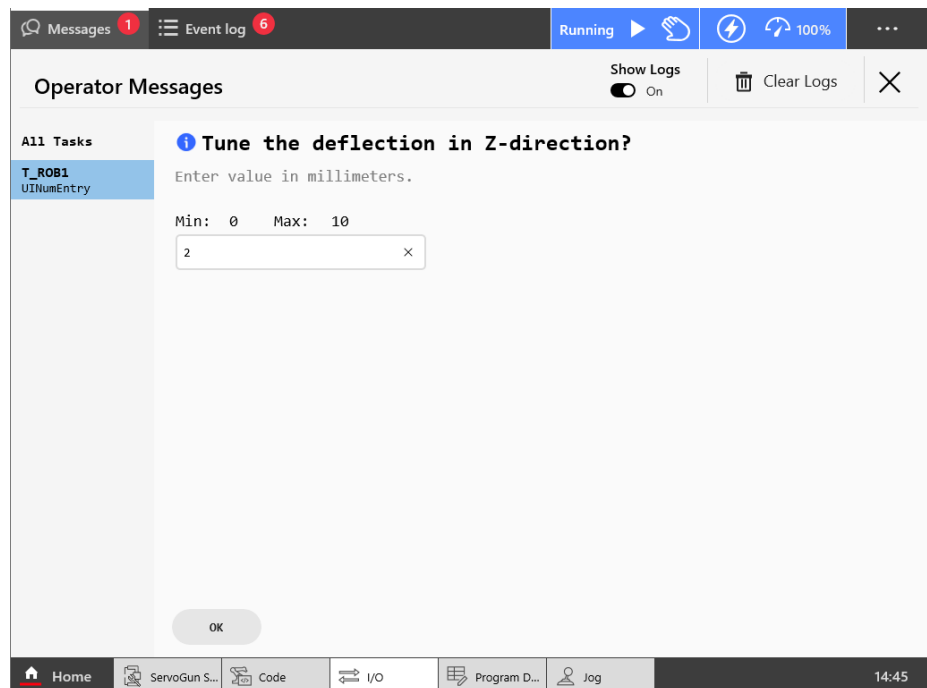 Messages 1 Event log 6 Running 100% ...
Operator Messages Show Logs On Clear Logs
All Tasks
T_ROB1
UINumEntry
Tune the deflection in Z-direction?
Enter value in millimeters.
Min: 0 Max: 10
2
OK
Home ServoGun S... Code I/O Program D... Jog 14:45